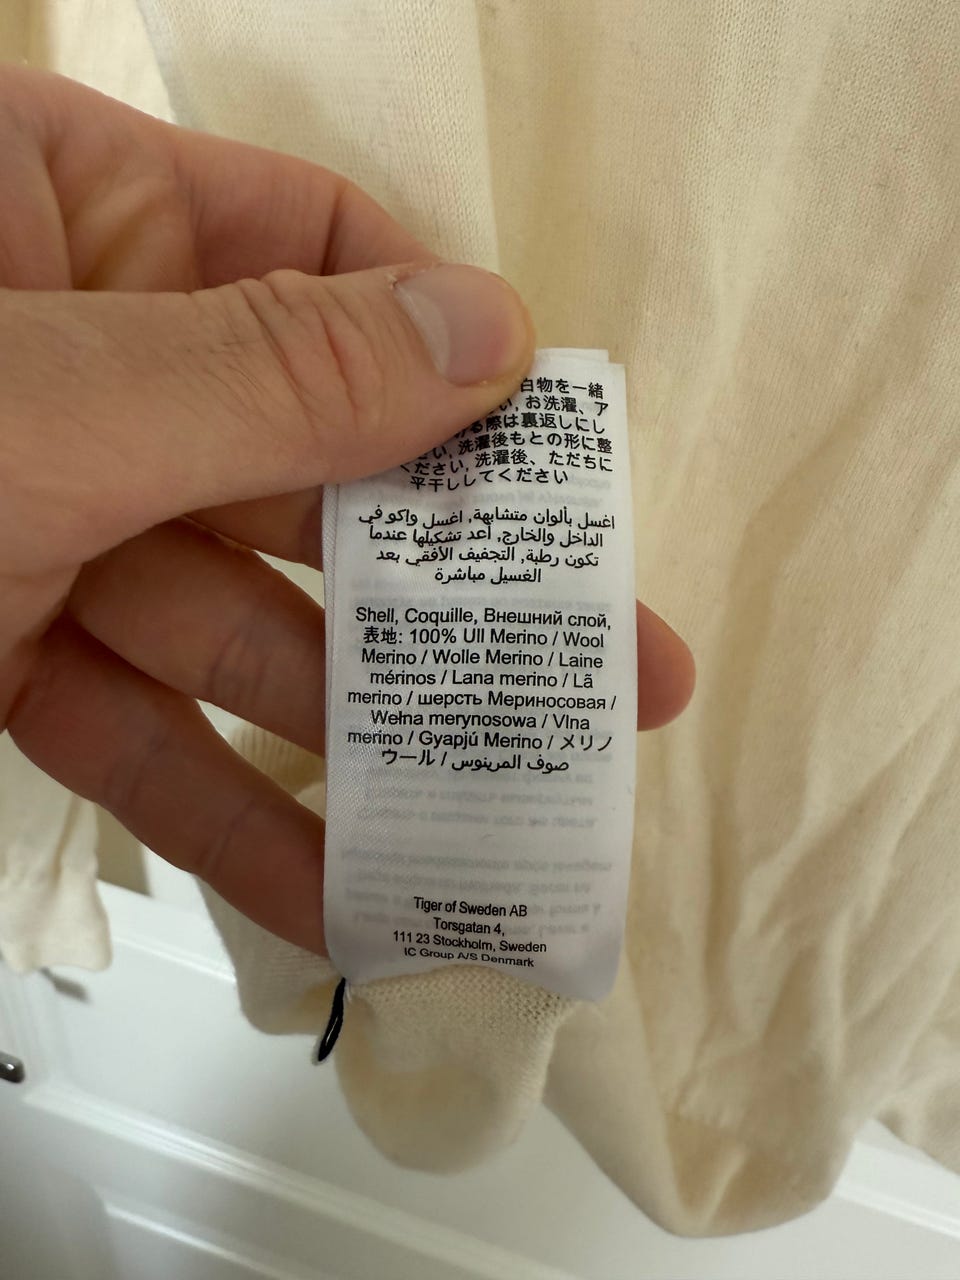 白物を一緒
い, お洗濯、ア
る際は裏返しにし
い, 洗濯後もとの形に整
ください, 洗濯後、ただちに
平干ししてください
اغسل بألوان متشابهة, اغسل واكو في
الداخل والخارج, أعد تشكيلها عندما
تكون رطبة, التجفيف الأفقي بعد
الغسيل مباشرة
Shell, Coquille, Внешний слой,
表地: 100% Ull Merino / Wool
Merino / Wolle Merino / Laine
mérinos / Lana merino / Lã
merino / шерсть Мериносовая /
Wełna merynosowa / Vlna
merino / Gyapjú Merino / メリノ
ウール / صوف المرينوس
Tiger of Sweden AB
Torsgatan 4,
111 23 Stockholm, Sweden
IC Group A/S Denmark